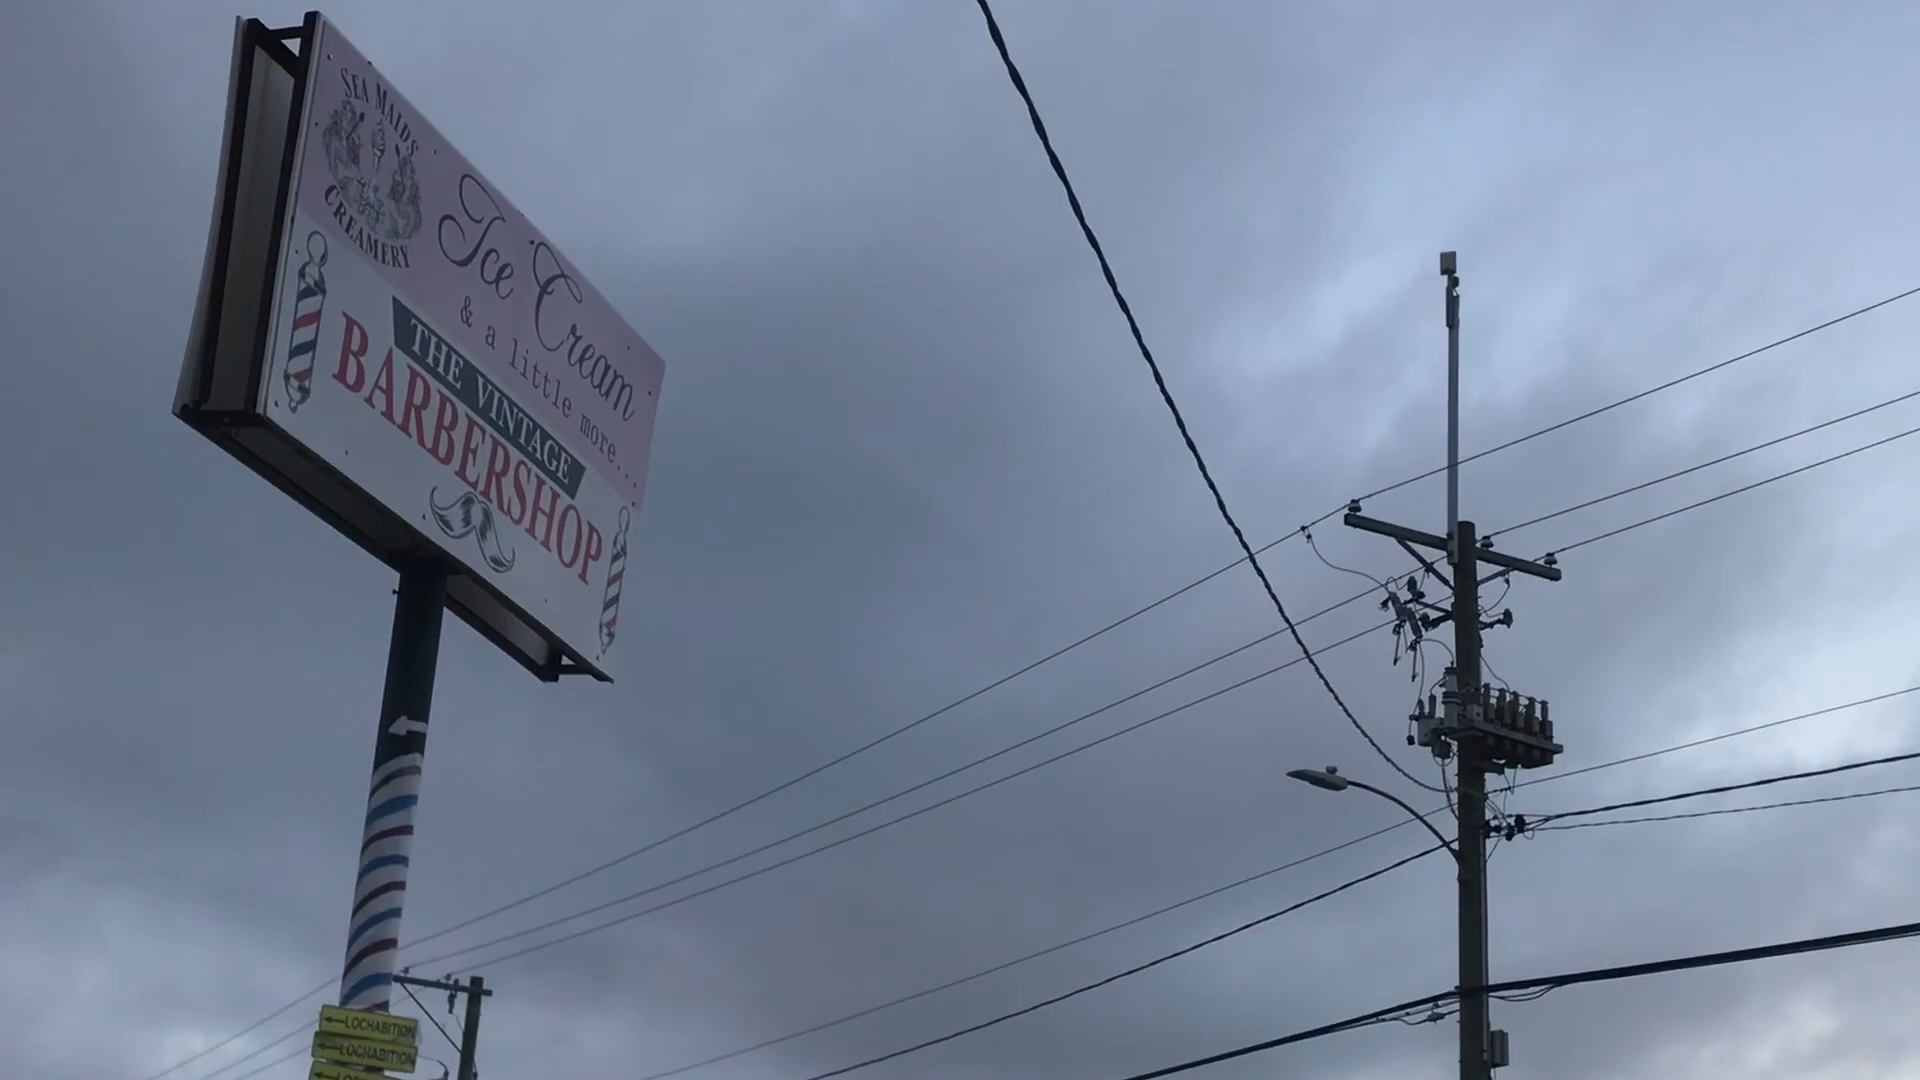 SEA MAIDS
CREAMERY
Ice Cream
& a little more...
THE VINTAGE
BARBERSHOP
LOCHABITION
LOCHABITION